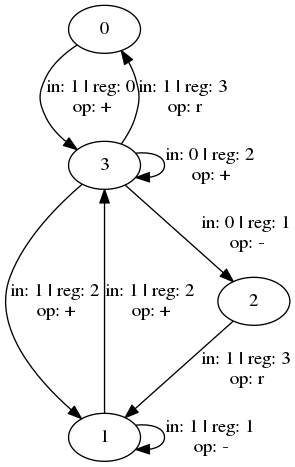 0
in: 1 | reg: 0
op: +
in: 1 | reg: 3
op: r
3
in: 0 | reg: 2
op: +
in: 0 | reg: 1
op: -
in: 1 | reg: 2
op: +
in: 1 | reg: 2
op: +
2
in: 1 | reg: 3
op: r
1
in: 1 | reg: 1
op: -